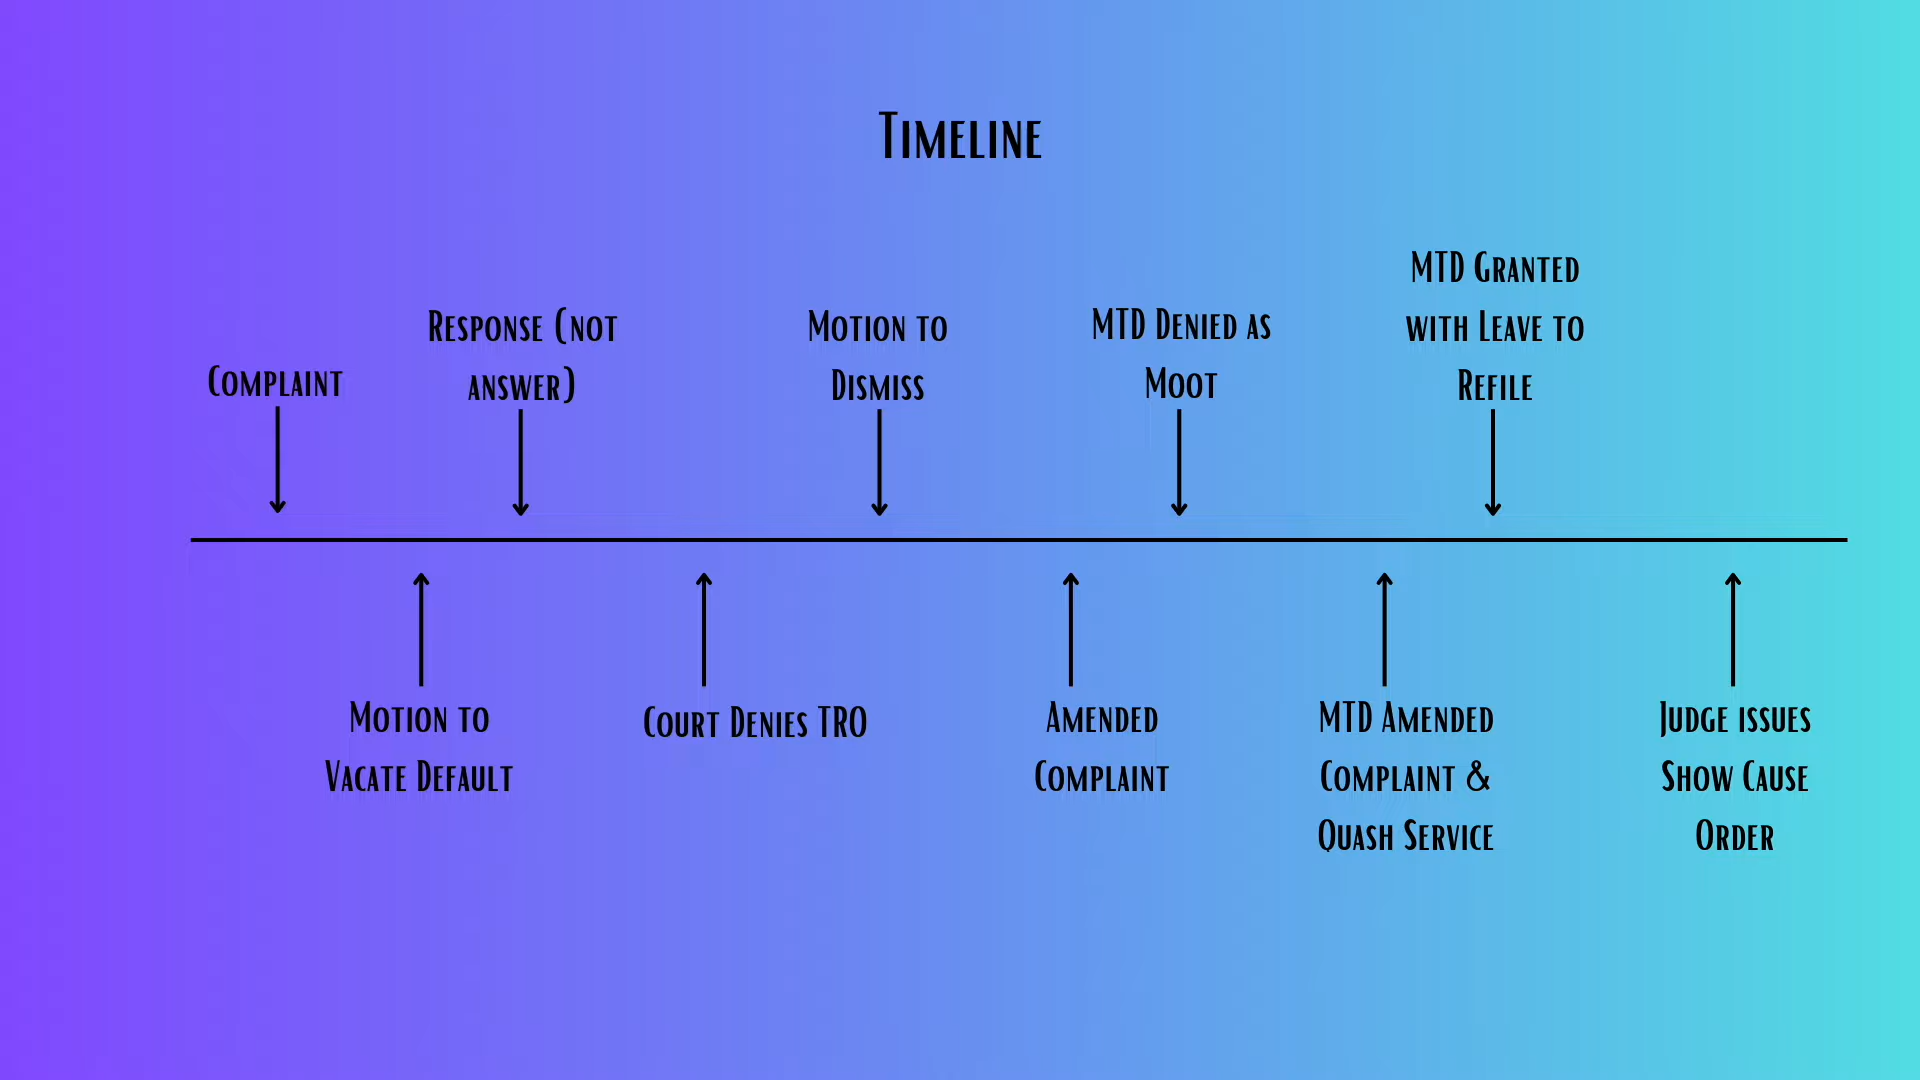 Timeline
Complaint
Motion to
Vacate Default
Response (not
answer)
Court Denies TRO
Motion to
Dismiss
Amended
Complaint
MTD Denied as
Moot
MTD Amended
Complaint &
Quash Service
MTD Granted
with Leave to
Refile
Judge issues
Show Cause
Order